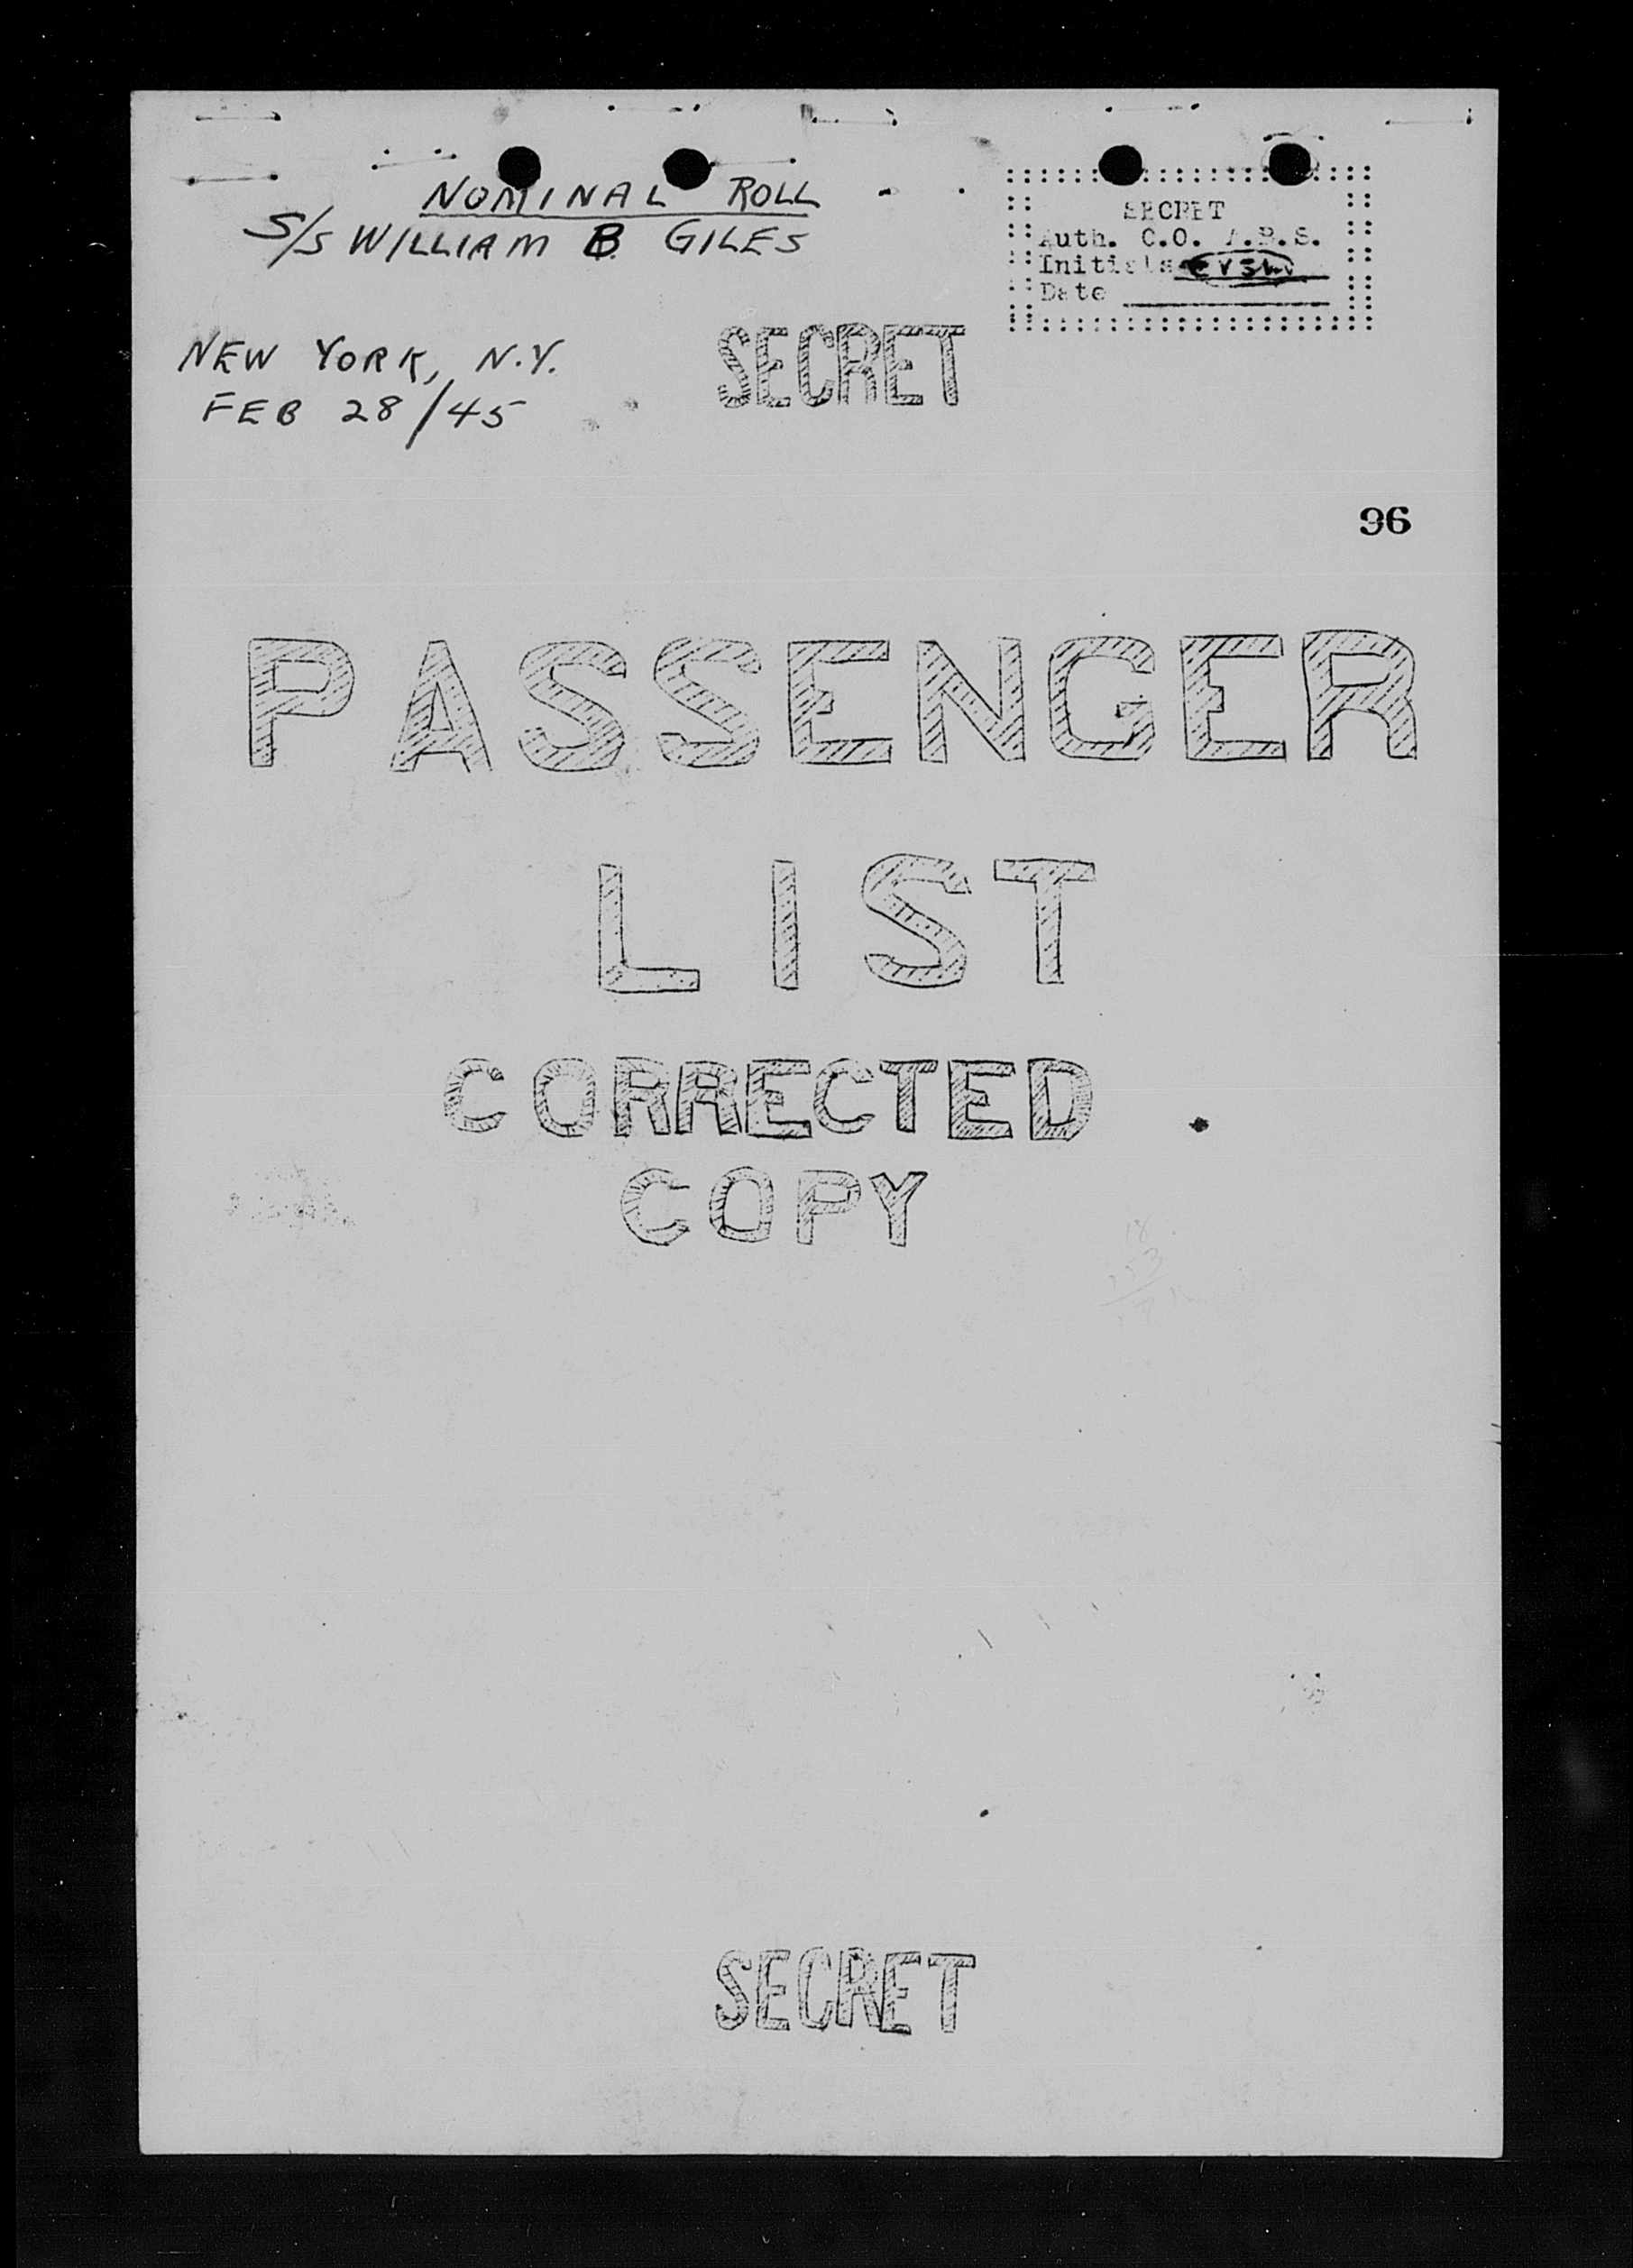 NOMINAL ROLL
S/S WILLIAM B. GILES
SECRET
Auth. C.O. A.B.S.
Initials
Date
NEW YORK, N.Y.
FEB 28/45
SECRET
96
PASSENGER
LIST
CORRECTED
COPY
SECRET